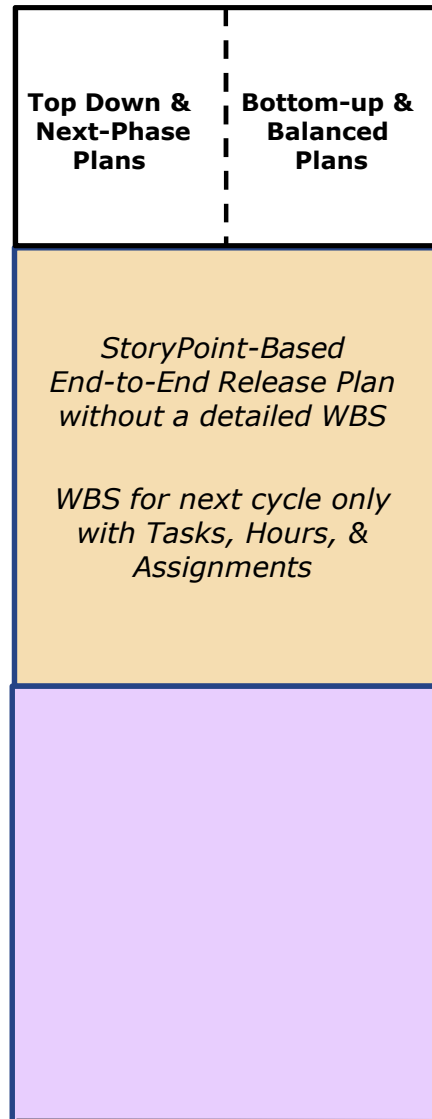 Top Down &
Next-Phase
Plans
Bottom-up &
Balanced
Plans
StoryPoint-Based
End-to-End Release Plan
without a detailed WBS
WBS for next cycle only
with Tasks, Hours, &
Assignments